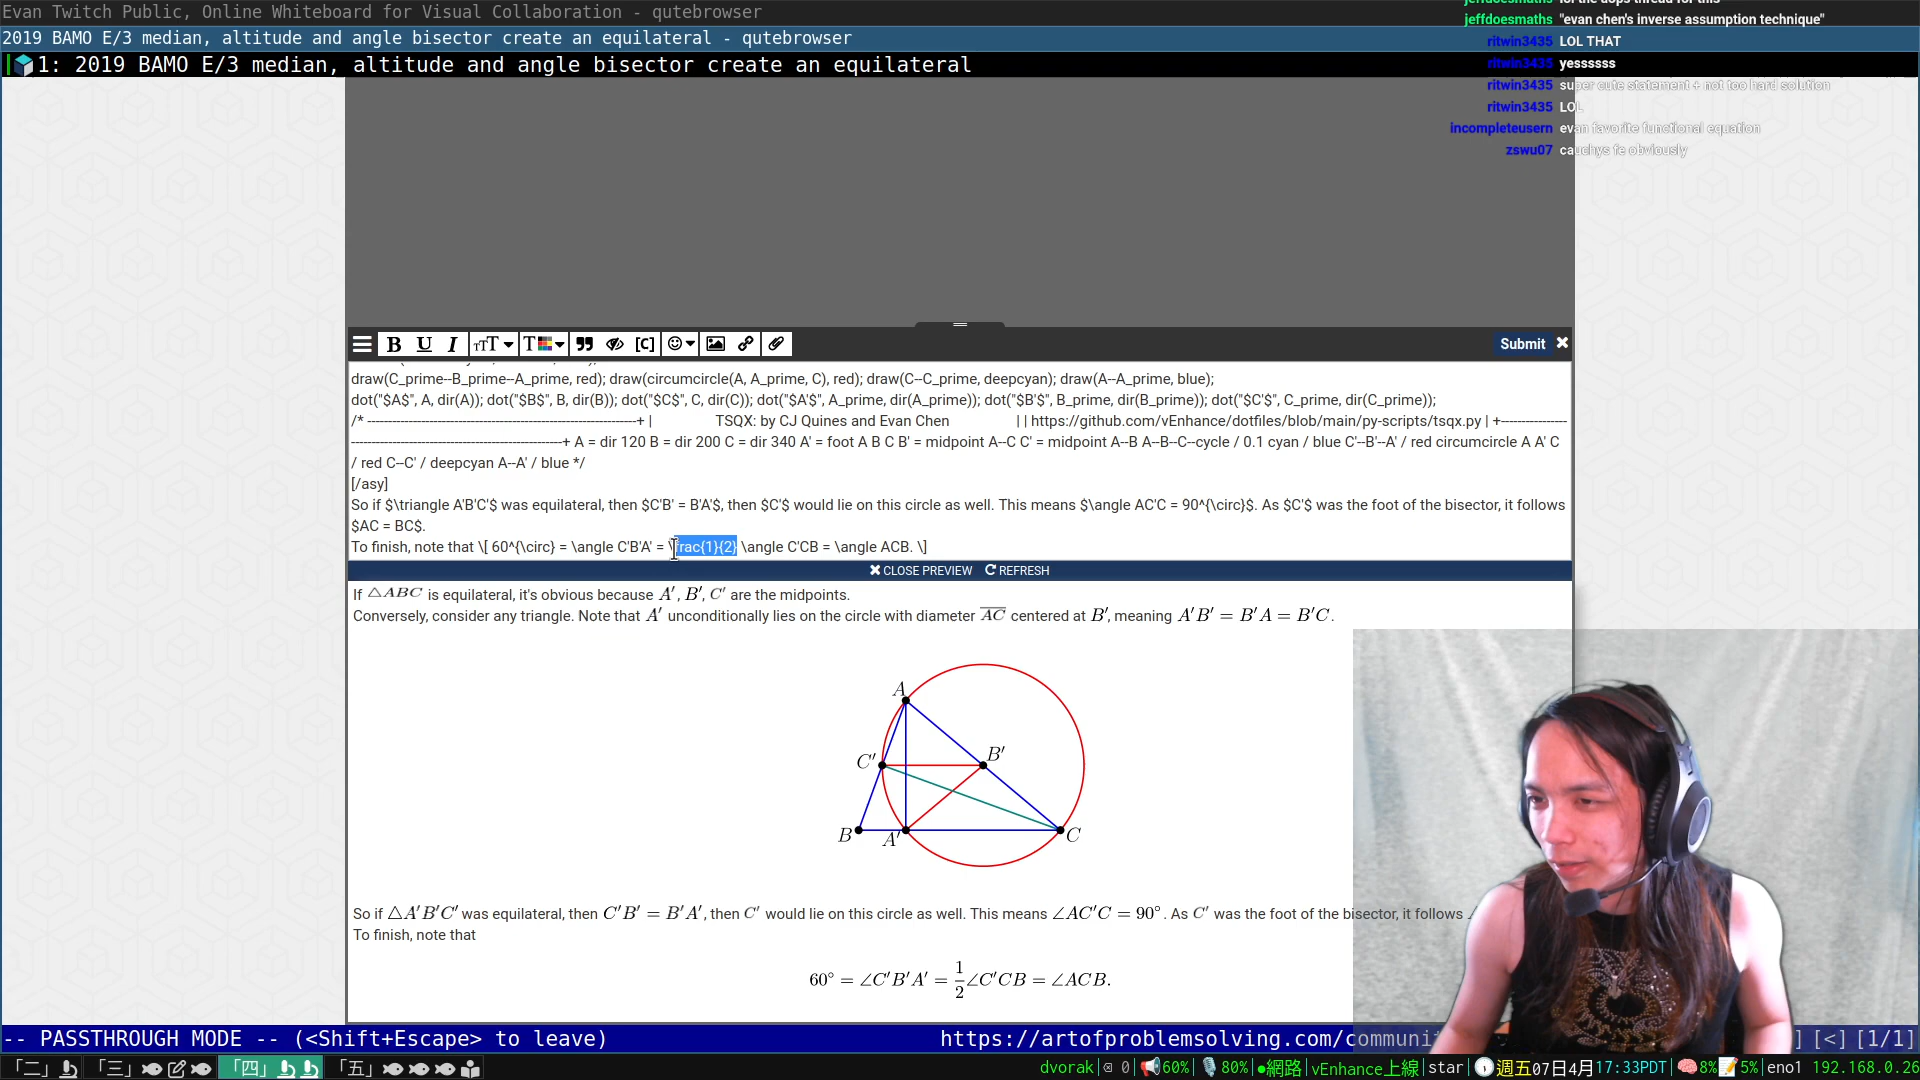 Evan Twitch Public, Online Whiteboard for Visual Collaboration - qutebrowser
2019 BAMO E/3 median, altitude and angle bisector create an equilateral - qutebrowser
1: 2019 BAMO E/3 median, altitude and angle bisector create an equilateral
jeffdoesmaths "evan chen's inverse assumption technique"
ritwin3435 LOL THAT
ritwin3435 yessssss
ritwin3435 super cute statement + not too hard solution
ritwin3435 LOL
incompleteusern evan favorite functional equation
zswu07 cauchys fe obviously
B U I TT T [C] Submit
draw(C_prime--B_prime--A_prime, red); draw(circumcircle(A, A_prime, C), red); draw(C--C_prime, deepcyan); draw(A--A_prime, blue);
dot("$A$", A, dir(A)); dot("$B$", B, dir(B)); dot("$C$", C, dir(C)); dot("$A'$", A_prime, dir(A_prime)); dot("$B'$", B_prime, dir(B_prime)); dot("$C'$", C_prime, dir(C_prime));
/* -----------------------------------------------------------------+ | TSQX: by CJ Quines and Evan Chen | | https://github.com/vEnhance/dotfiles/blob/main/py-scripts/tsqx.py | +----------------
---------------------------------------------------+ A = dir 120 B = dir 200 C = dir 340 A' = foot A B C B' = midpoint A--C C' = midpoint A--B A--B--C--cycle / 0.1 cyan / blue C'--B'--A' / red circumcircle A A' C
/ red C--C' / deepcyan A--A' / blue */
[/asy]
So if $\triangle A'B'C'$ was equilateral, then $C'B' = B'A'$, then $C'$ would lie on this circle as well. This means $\angle AC'C = 90^{\circ}$. As $C'$ was the foot of the bisector, it follows
$AC = BC$.
To finish, note that \[ 60^{\circ} = \angle C'B'A' = \frac{1}{2} \angle C'CB = \angle ACB. \]
CLOSE PREVIEW REFRESH
If △ABC is equilateral, it's obvious because A′, B′, C′ are the midpoints.
Conversely, consider any triangle. Note that A′ unconditionally lies on the circle with diameter AC centered at B′, meaning A′B′ = B′A = B′C.
A
C′
B′
B
A′
C
So if △A′B′C′ was equilateral, then C′B′ = B′A′, then C′ would lie on this circle as well. This means ∠AC′C = 90°. As C′ was the foot of the bisector, it follows
To finish, note that
60° = ∠C′B′A′ = 1/2 ∠C′CB = ∠ACB.
-- PASSTHROUGH MODE -- (<Shift+Escape> to leave) https://artofproblemsolving.com/communi ] [<] [1/1]
「二」 「三」 「四」 「五」 dvorak 0 60% 80% 網路 vEnhance上線 star 週五07日4月17:33PDT 8% 5% eno1 192.168.0.26